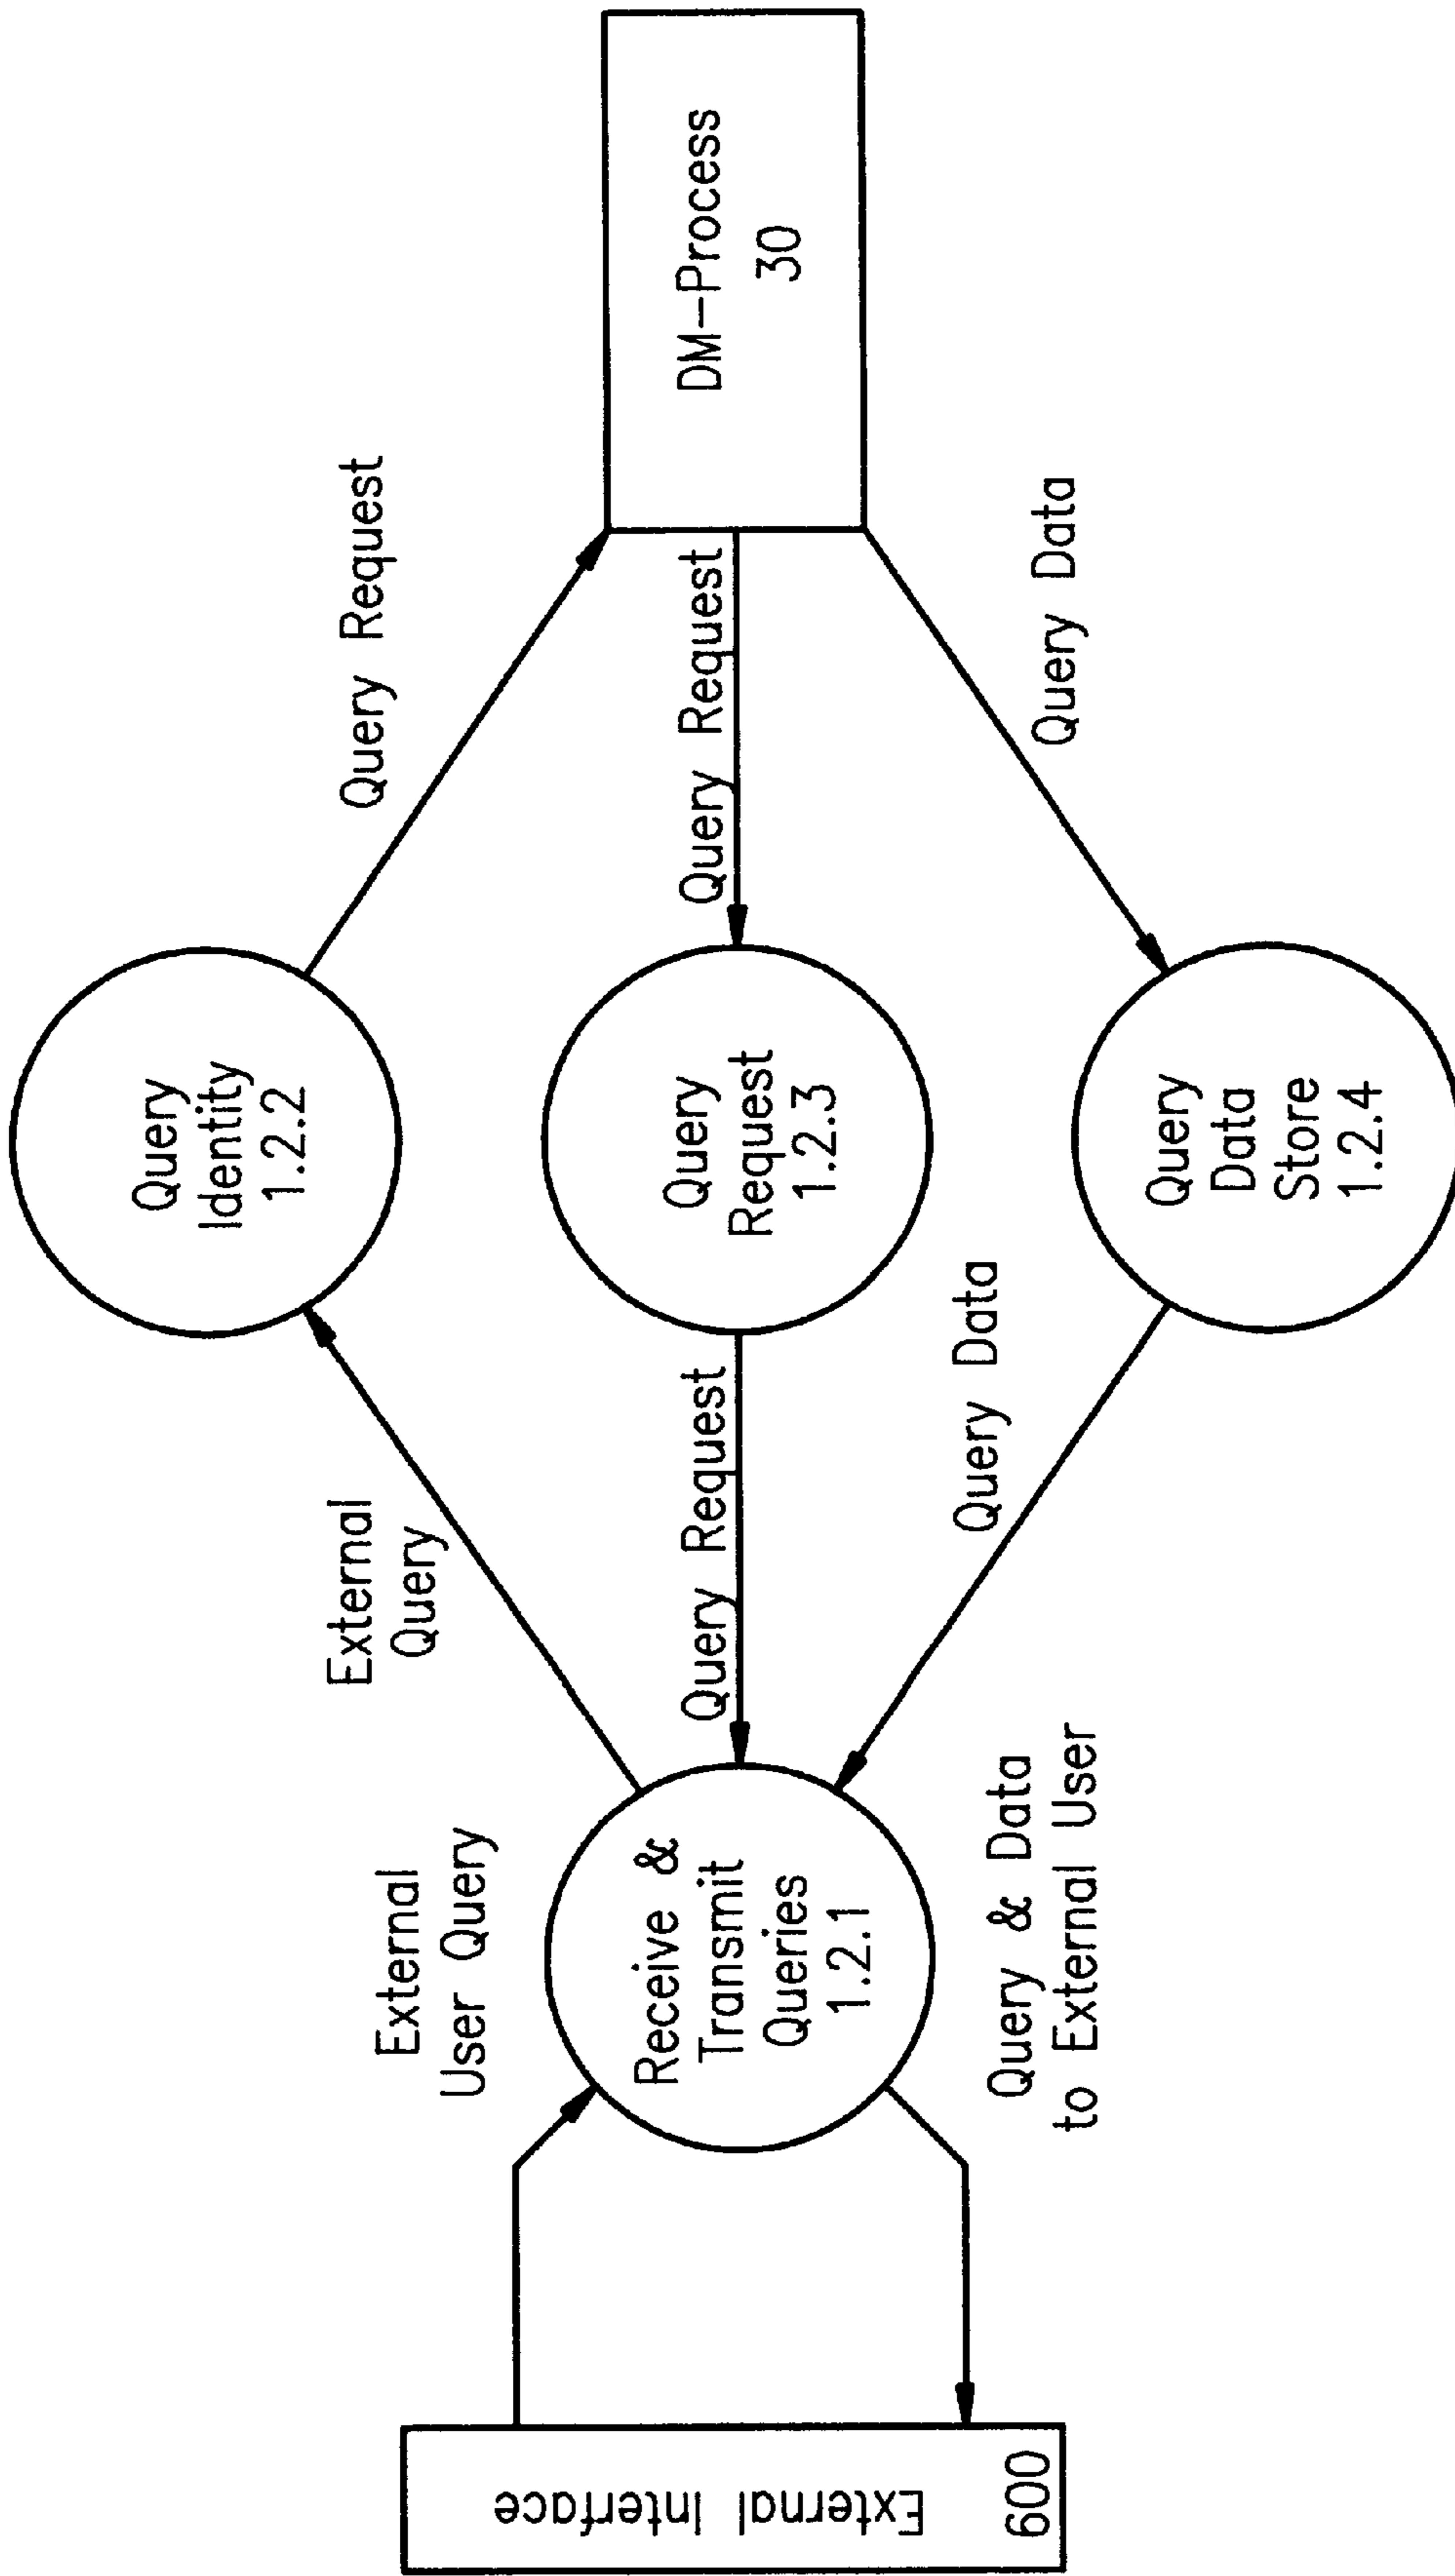 External Interface
600
External
User Query
Receive &
Transmit
Queries
1.2.1
Query & Data
to External User
External
Query
Query Request
Query Data
Query
Identity
1.2.2
Query
Request
1.2.3
Query
Data
Store
1.2.4
Query Request
Query Request
Query Data
DM-Process
30